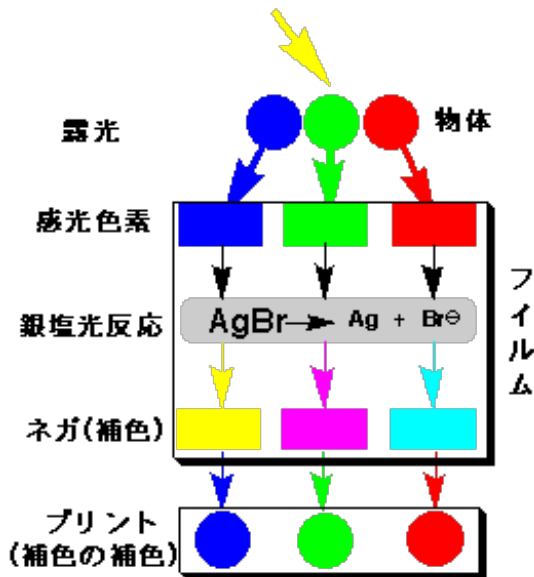 露光
物体
感光色素
フイルム
銀塩光反応
AgBr→ Ag + Br⊖
ネガ(補色)
プリント
(補色の補色)